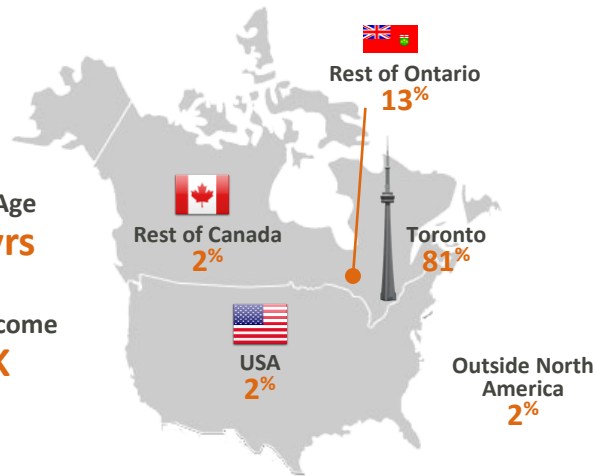 Rest of Ontario
13%
Age
yrs
Rest of Canada
2%
Toronto
81%
come
K
USA
2%
Outside North
America
2%